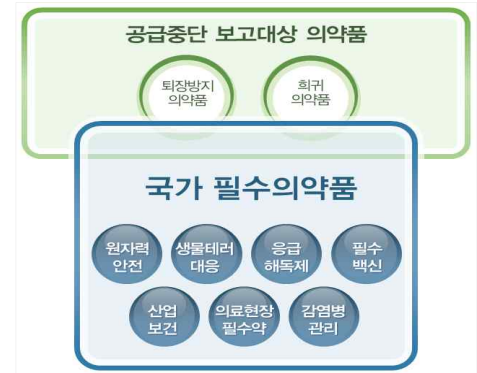 공급중단 보고대상 의약품
퇴장방지
의약품
희귀
의약품
국가 필수의약품
원자력
안전
생물테러
대응
응급
해독제
필수
백신
산업
보건
의료현장
필수약
감염병
관리